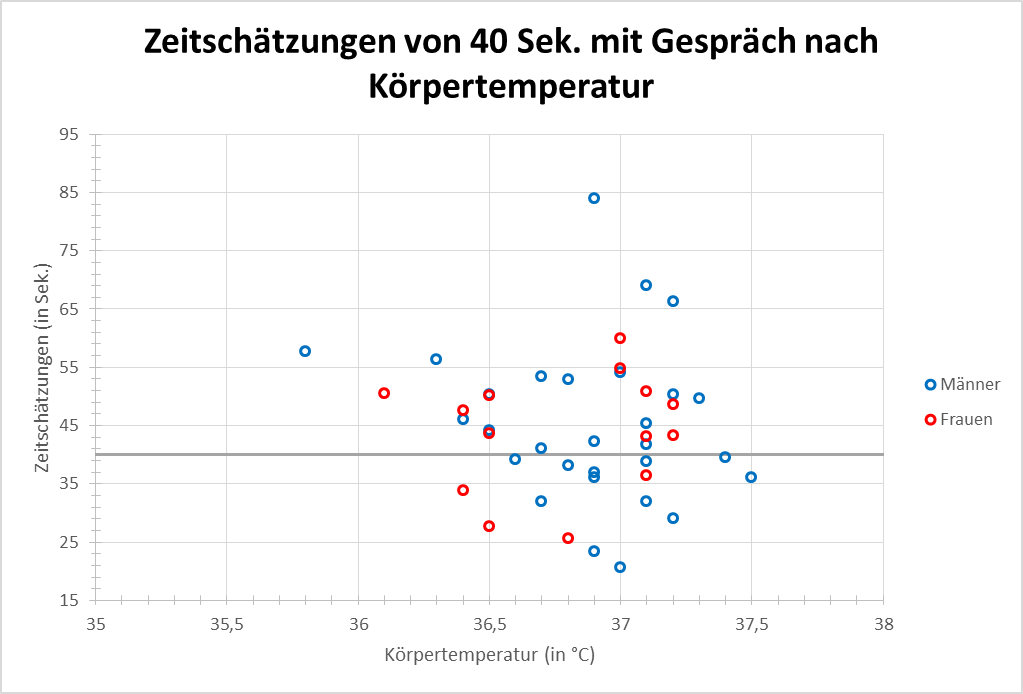 Zeitschätzungen von 40 Sek. mit Gespräch nach
Körpertemperatur
95
85
75
65
55
45
35
25
15
Zeitschätzungen (in Sek.)
35
35,5
36
36,5
37
37,5
38
Körpertemperatur (in °C)
Männer
Frauen